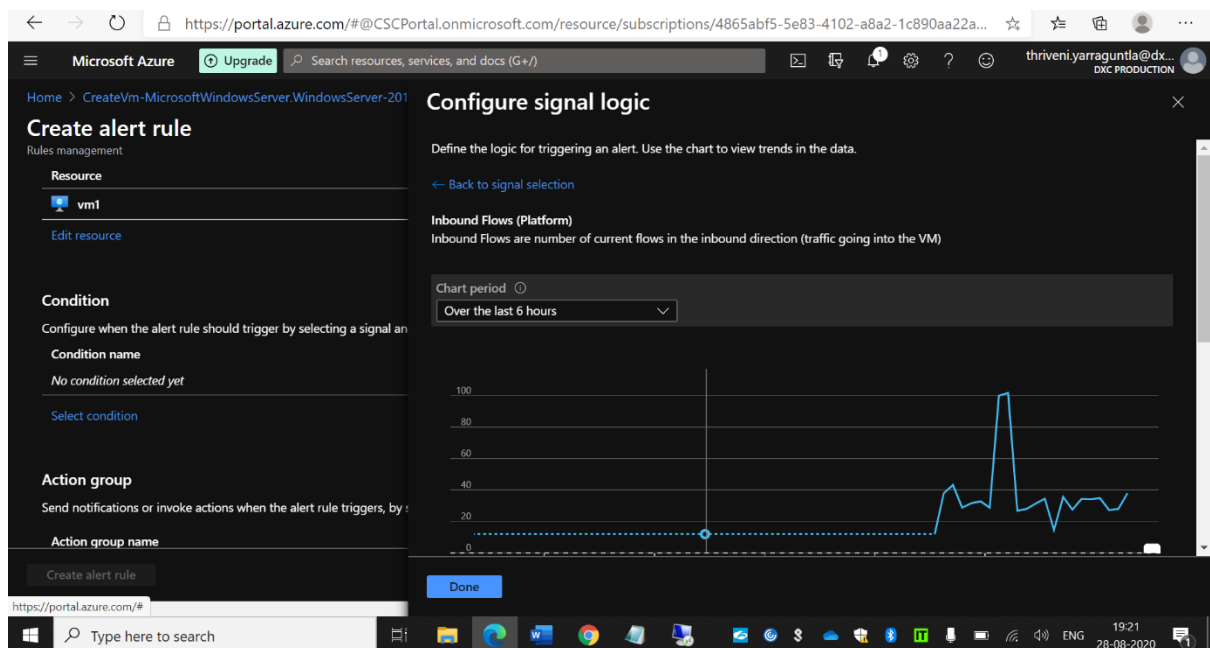 https://portal.azure.com/#@CSCPortal.onmicrosoft.com/resource/subscriptions/4865abf5-5e83-4102-a8a2-1c890aa22a...
Microsoft Azure
Upgrade
Search resources, services, and docs (G+/)
1
thriveni.yarraguntla@dx...
DXC PRODUCTION
Home > CreateVm-MicrosoftWindowsServer.WindowsServer-201
Create alert rule
Rules management
Resource
vm1
Edit resource
Condition
Configure when the alert rule should trigger by selecting a signal an
Condition name
No condition selected yet
Select condition
Action group
Send notifications or invoke actions when the alert rule triggers, by s
Action group name
Create alert rule
https://portal.azure.com/#
Configure signal logic
Define the logic for triggering an alert. Use the chart to view trends in the data.
← Back to signal selection
Inbound Flows (Platform)
Inbound Flows are number of current flows in the inbound direction (traffic going into the VM)
Chart period
Over the last 6 hours
100
80
60
40
20
0
Done
Type here to search
ENG
19:21
28-08-2020
1